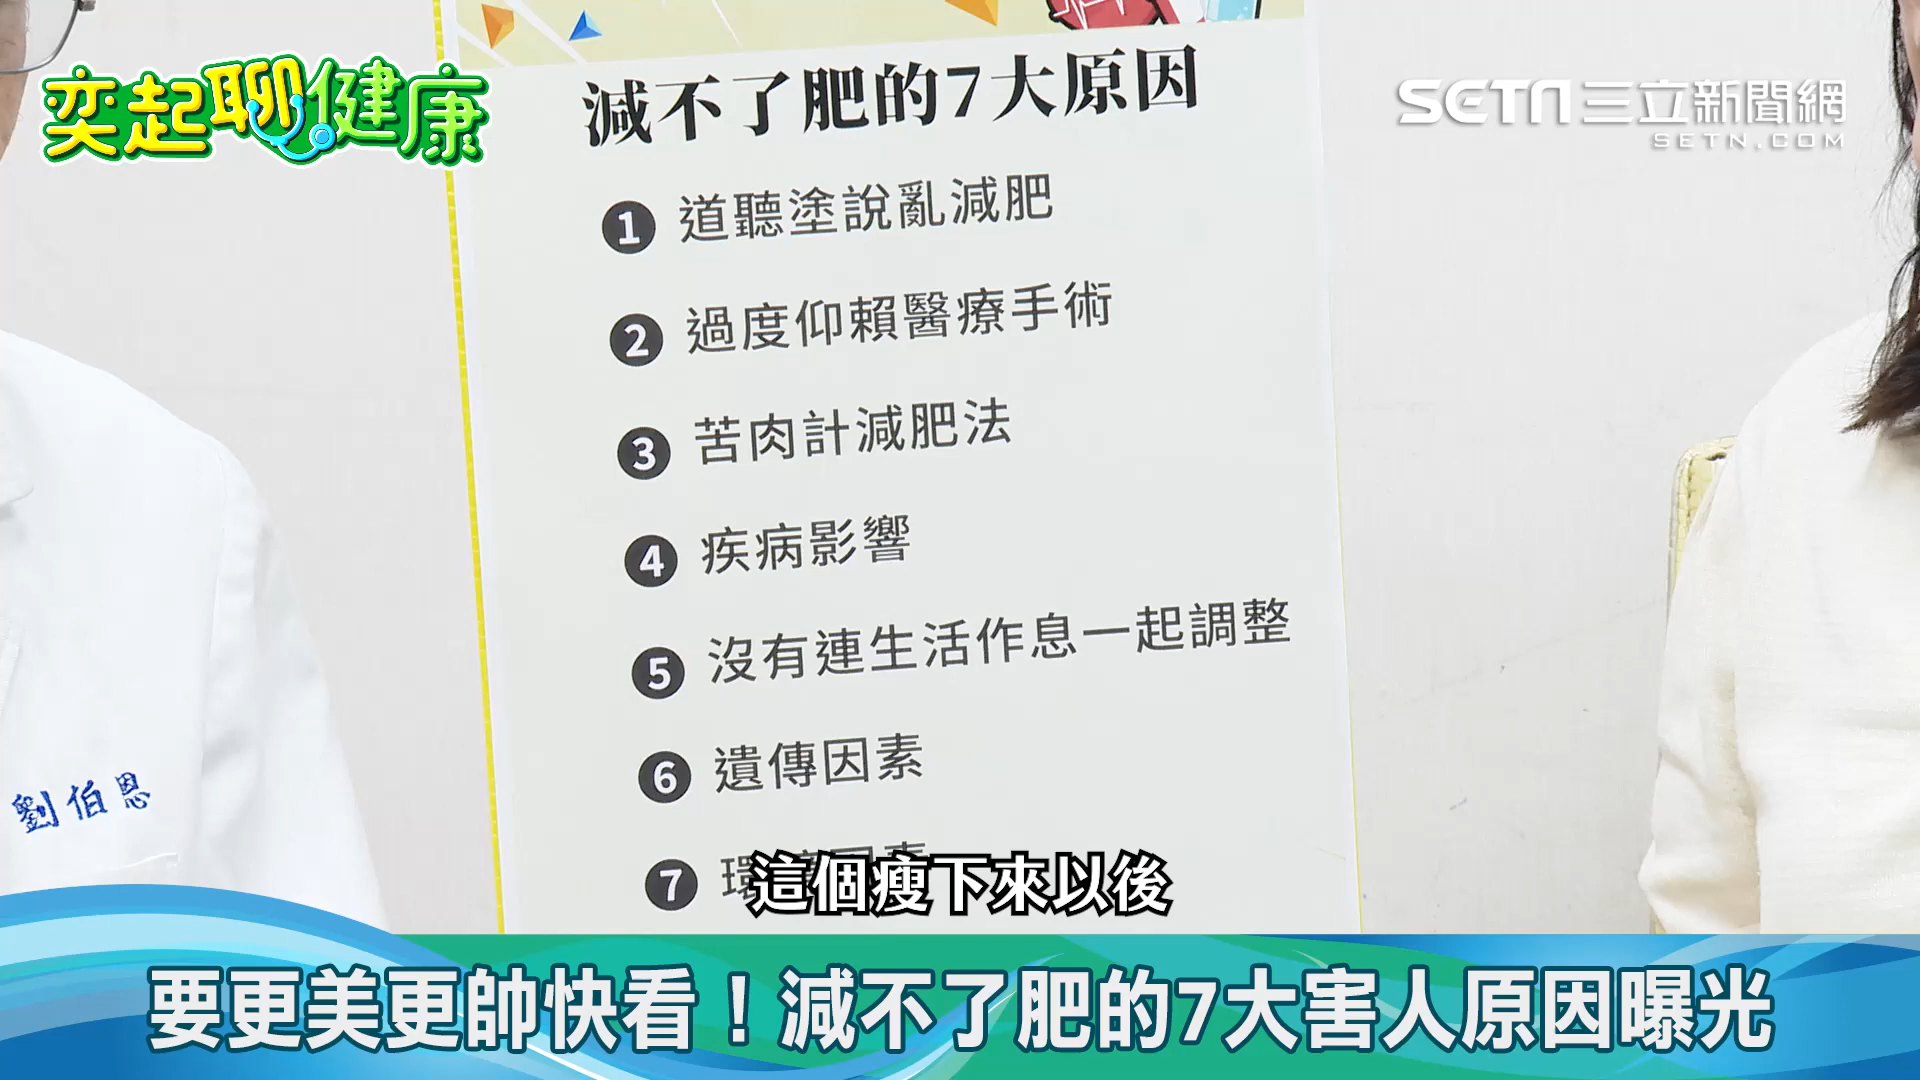 奕起聊健康
SETN三立新聞網
SETN.COM
減不了肥的7大原因
1 道聽塗說亂減肥
2 過度仰賴醫療手術
3 苦肉計減肥法
4 疾病影響
5 沒有連生活作息一起調整
6 遺傳因素
7 環
劉伯恩
這個瘦下來以後
要更美更帥快看！減不了肥的7大害人原因曝光